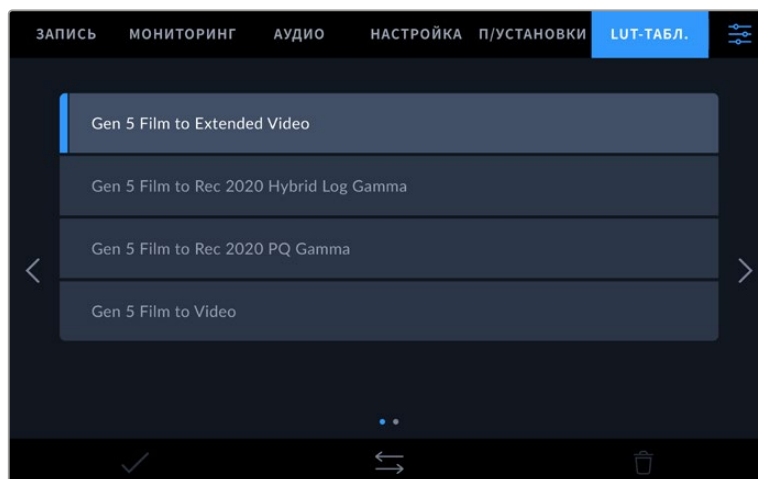 ЗАПИСЬ МОНИТОРИНГ АУДИО НАСТРОЙКА П/УСТАНОВКИ LUT-ТАБЛ.
Gen 5 Film to Extended Video
Gen 5 Film to Rec 2020 Hybrid Log Gamma
Gen 5 Film to Rec 2020 PQ Gamma
Gen 5 Film to Video